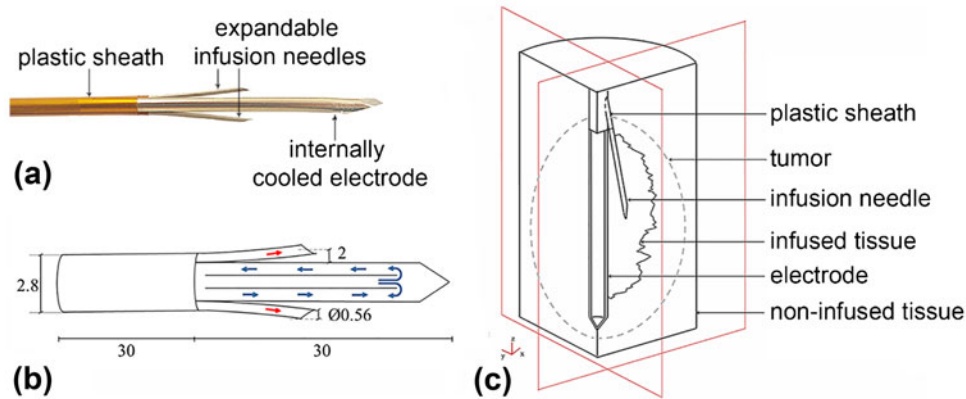 expandable
plastic sheath infusion needles
internally
cooled electrode
(a)
2
2.8
Ø0.56
30 30
(b)
plastic sheath
tumor
infusion needle
infused tissue
electrode
non-infused tissue
z
y x
(c)